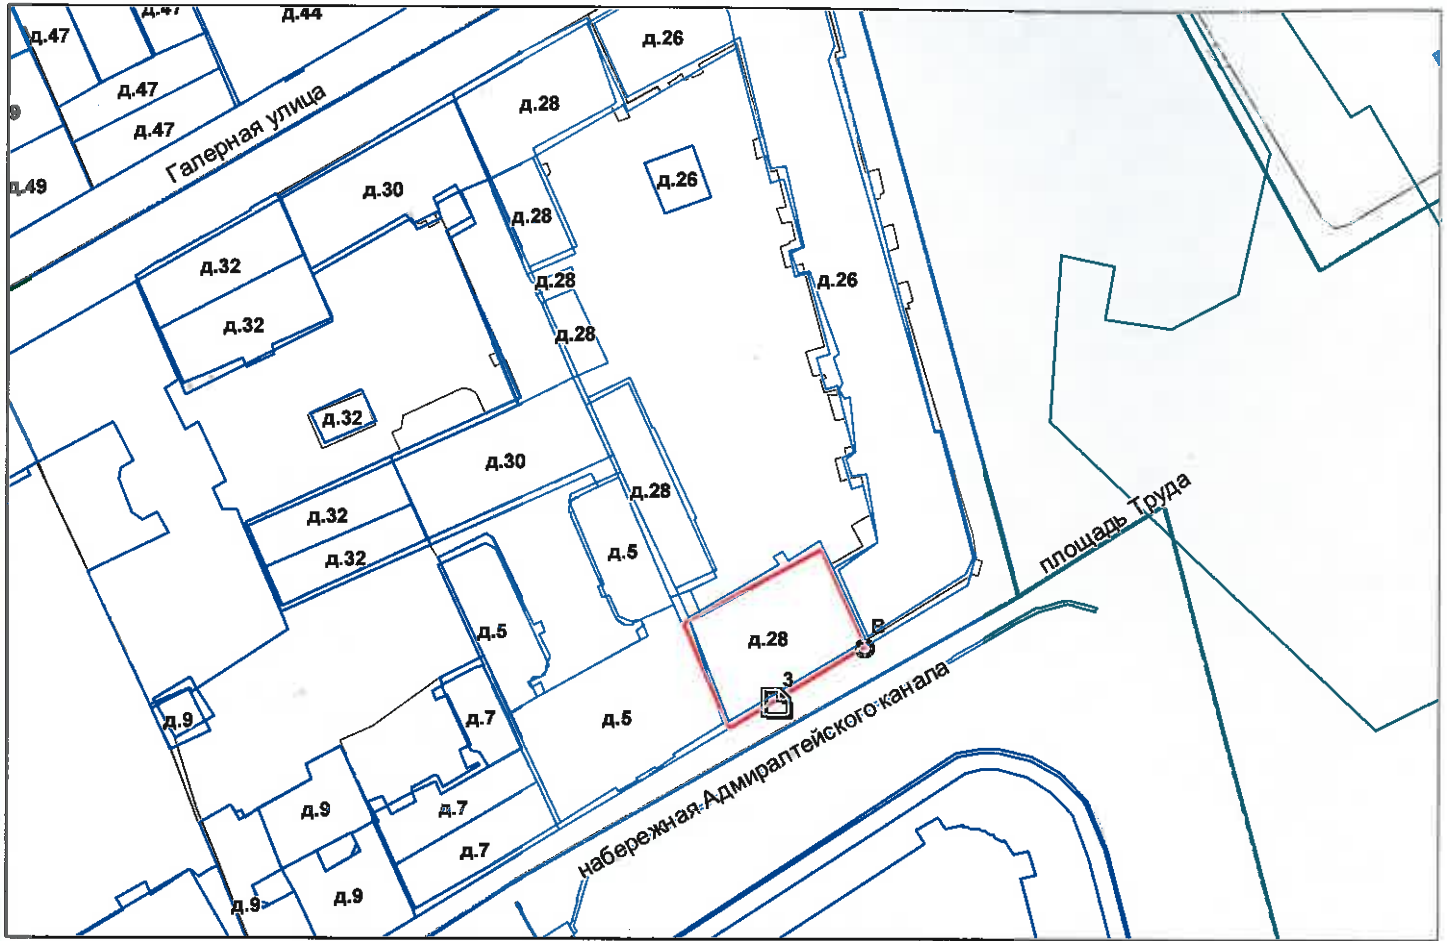 д.47
д.44
д.47
д.26
д.47
д.28
9
д.47
Галерная улица
д.49
д.30
д.26
д.28
д.32
д.28
д.26
д.32
д.28
д.32
д.30
д.28
площадь Труда
д.32
д.5
д.32
д.5
В
д.28
3
д.9
д.7
д.5
набережная Адмиралтейского канала
д.9
д.7
д.7
д.9
д.9